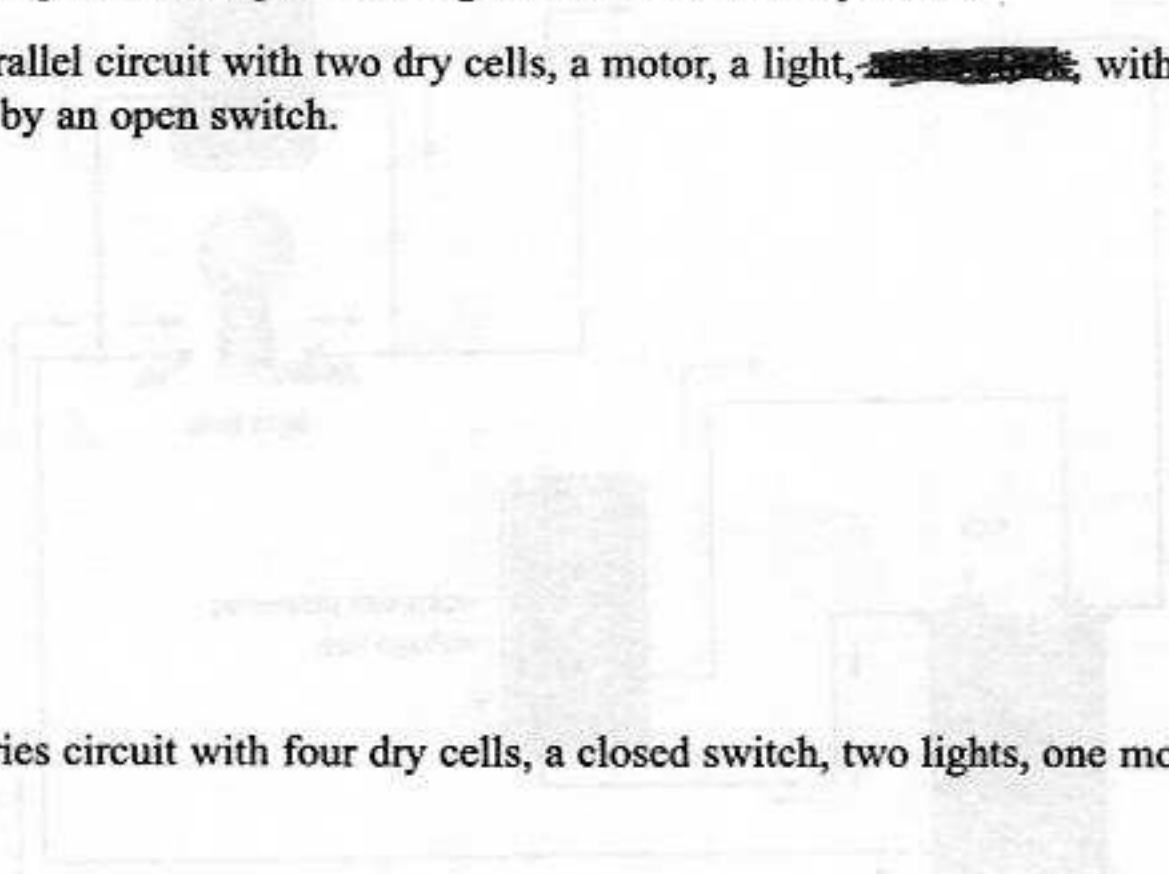 rallel circuit with two dry cells, a motor, a light, with
by an open switch.
ries circuit with four dry cells, a closed switch, two lights, one mo